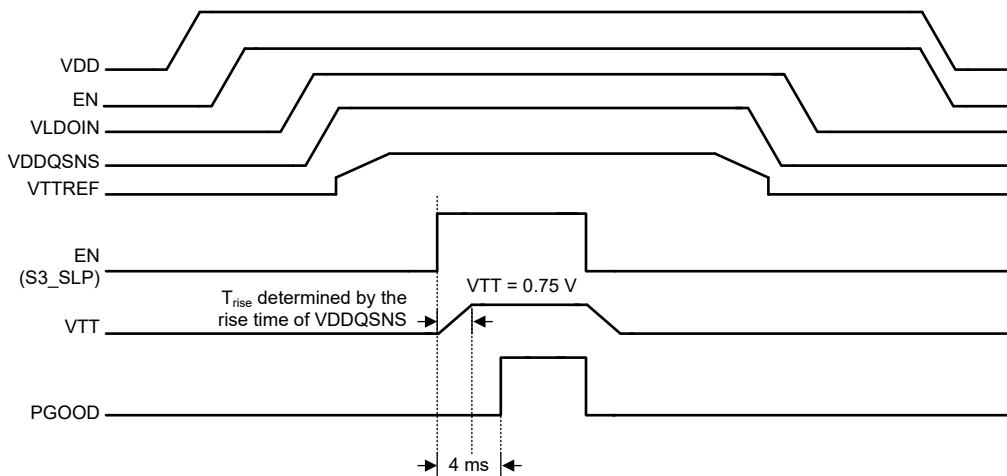 VDD
EN
VLDOIN
VDDQSNS
VTTREF
EN
(S3_SLP)
VTT = 0.75 V
Trise determined by the
rise time of VDDQSNS
VTT
PGOOD
4 ms